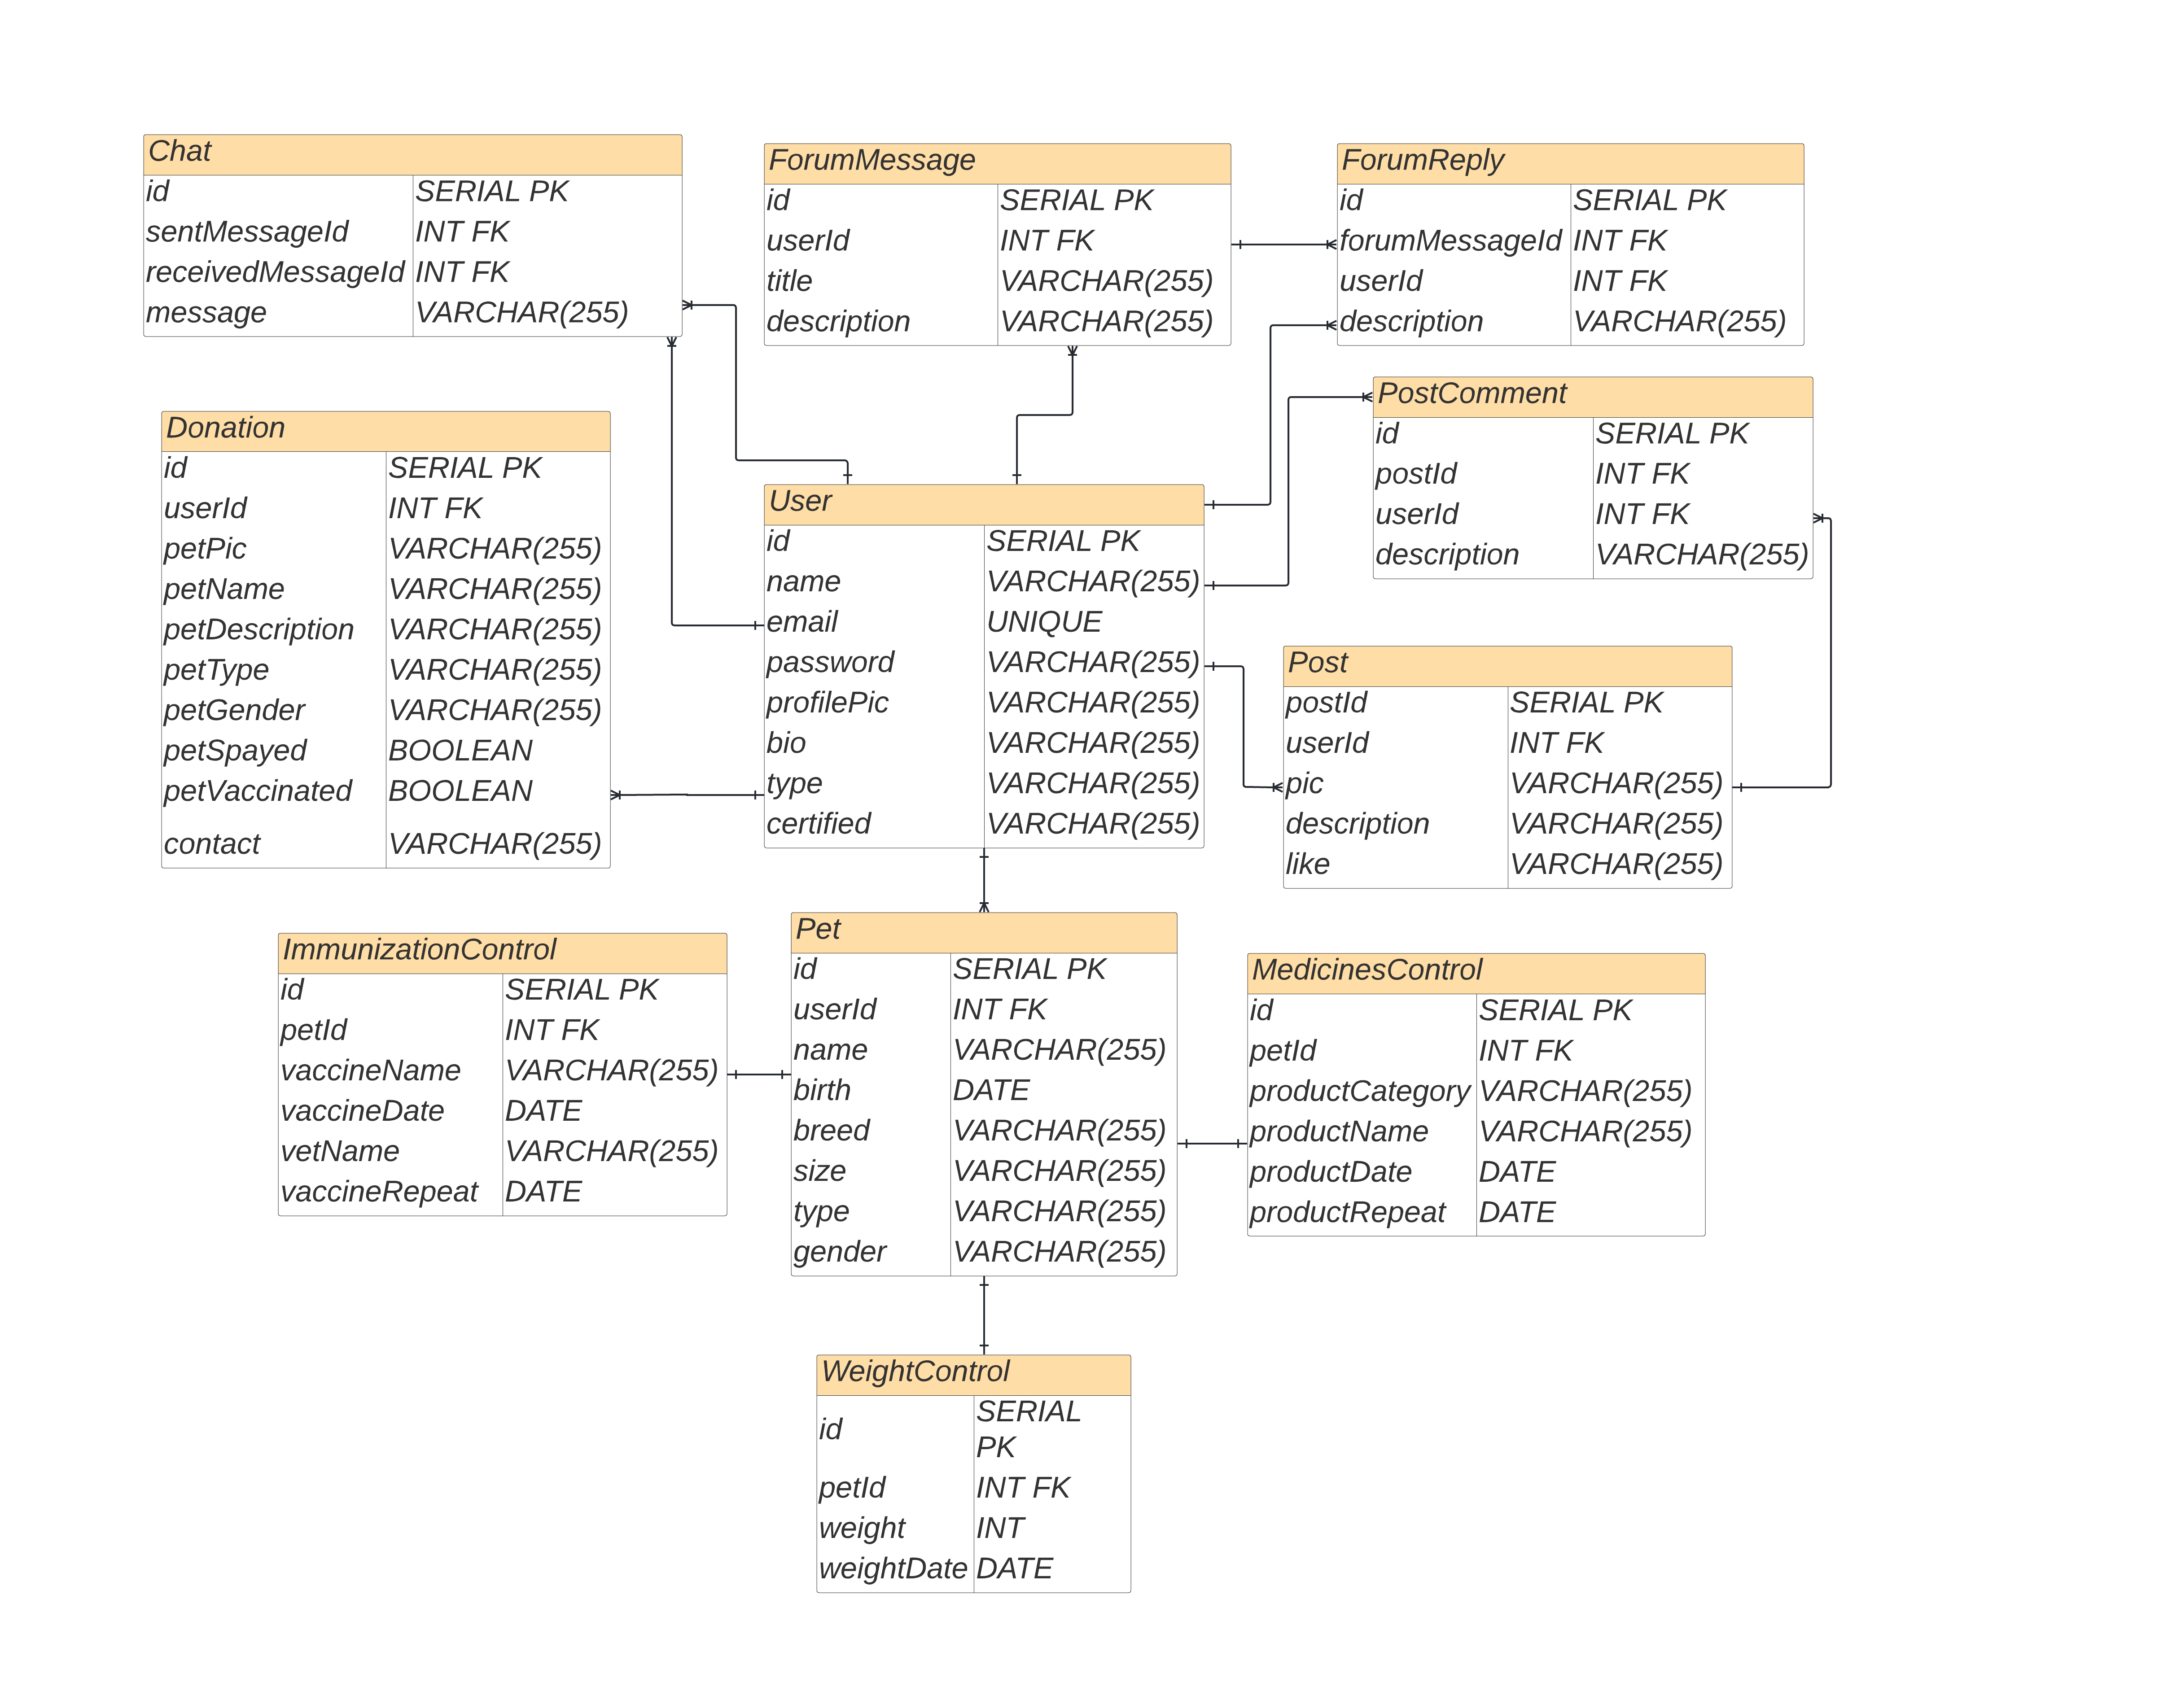 Chat
id SERIAL PK
sentMessageId INT FK
receivedMessageId INT FK
message VARCHAR(255)
ForumMessage
id SERIAL PK
userId INT FK
title VARCHAR(255)
description VARCHAR(255)
ForumReply
id SERIAL PK
forumMessageId INT FK
userId INT FK
description VARCHAR(255)
Donation
id SERIAL PK
userId INT FK
petPic VARCHAR(255)
petName VARCHAR(255)
petDescription VARCHAR(255)
petType VARCHAR(255)
petGender VARCHAR(255)
petSpayed BOOLEAN
petVaccinated BOOLEAN
contact VARCHAR(255)
User
id SERIAL PK
name VARCHAR(255)
email UNIQUE
password VARCHAR(255)
profilePic VARCHAR(255)
bio VARCHAR(255)
type VARCHAR(255)
certified VARCHAR(255)
PostComment
id SERIAL PK
postId INT FK
userId INT FK
description VARCHAR(255)
Post
postId SERIAL PK
userId INT FK
pic VARCHAR(255)
description VARCHAR(255)
like VARCHAR(255)
ImmunizationControl
id SERIAL PK
petId INT FK
vaccineName VARCHAR(255)
vaccineDate DATE
vetName VARCHAR(255)
vaccineRepeat DATE
Pet
id SERIAL PK
userId INT FK
name VARCHAR(255)
birth DATE
breed VARCHAR(255)
size VARCHAR(255)
type VARCHAR(255)
gender VARCHAR(255)
MedicinesControl
id SERIAL PK
petId INT FK
productCategory VARCHAR(255)
productName VARCHAR(255)
productDate DATE
productRepeat DATE
WeightControl
id SERIAL
PK
petId INT FK
weight INT
weightDate DATE